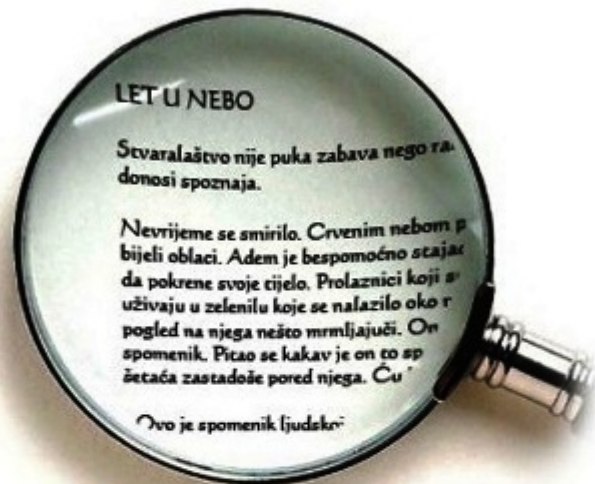 LET U NEBO
Stvaralaštvo nije puka zabava nego
donosi spoznaja.
Nevrijeme se smirilo. Crvenim nebom
bijeli oblaci. Adem je bespomoćno
da pokrene svoje tijelo. Prolaznici koji
uživaju u zelenilu koje se nalazilo oko
pogled na njega nešto mrmljajući. On
spomenik. Pitao se kakav je on to
šetača zastadoše pored njega.
Ovo je spomenik